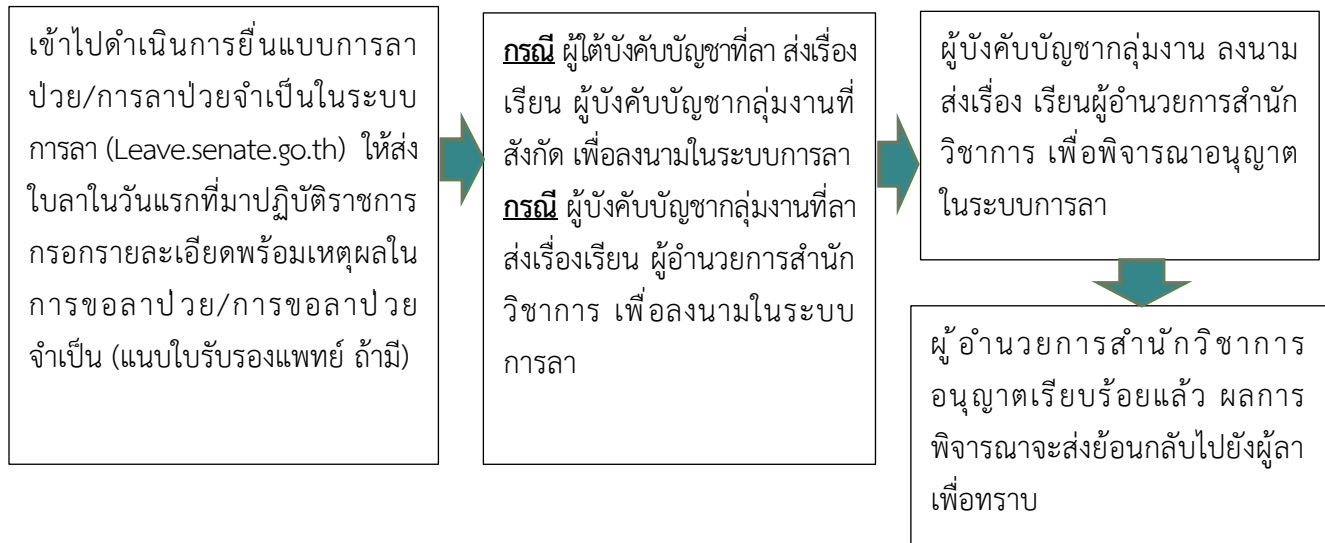 เข้าไปดำเนินการยื่นแบบการลา
ป่วย/การลาป่วยจำเป็นในระบบ
การลา (Leave.senate.go.th) ให้ส่ง
ใบลาในวันแรกที่มาปฏิบัติราชการ
กรอกรายละเอียดพร้อมเหตุผลใน
การขอลาป่วย/การขอลาป่วย
จำเป็น (แนบใบรับรองแพทย์ ถ้ามี)
กรณี ผู้ใต้บังคับบัญชาที่ลา ส่งเรื่อง
เรียน ผู้บังคับบัญชากลุ่มงานที่
สังกัด เพื่อลงนามในระบบการลา
กรณี ผู้บังคับบัญชากลุ่มงานที่ลา
ส่งเรื่องเรียน ผู้อำนวยการสำนัก
วิชาการ เพื่อลงนามในระบบ
การลา
ผู้บังคับบัญชากลุ่มงาน ลงนาม
ส่งเรื่อง เรียนผู้อำนวยการสำนัก
วิชาการ เพื่อพิจารณาอนุญาต
ในระบบการลา
ผู้อำนวยการสำนักวิชาการ
อนุญาตเรียบร้อยแล้ว ผลการ
พิจารณาจะส่งย้อนกลับไปยังผู้ลา
เพื่อทราบ